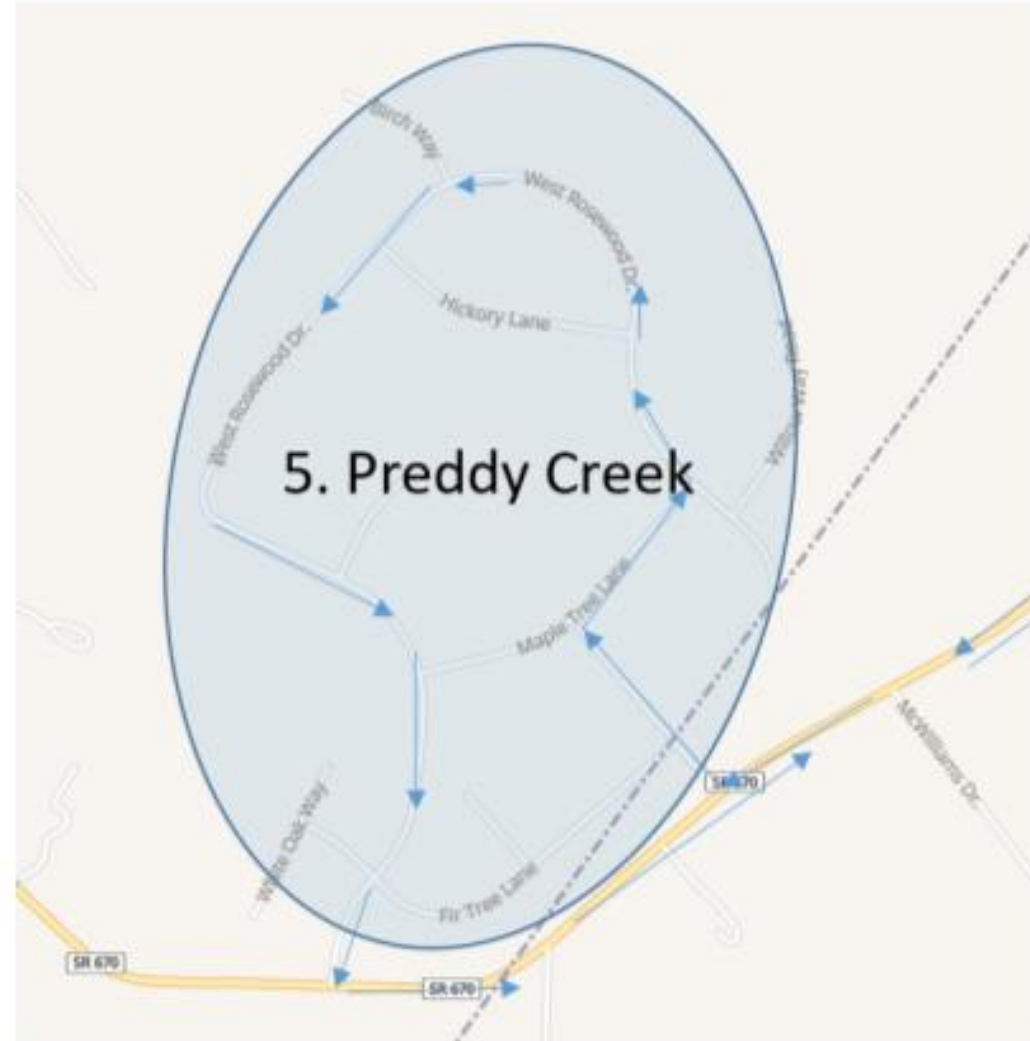 Birch Way
West Rosewood Dr.
Hickory Lane
West Rosewood Dr.
5. Preddy Creek
Maple Tree Lane
McWilliams Dr.
SR 670
White Oak Way
Fir Tree Lane
SR 670
SR 670